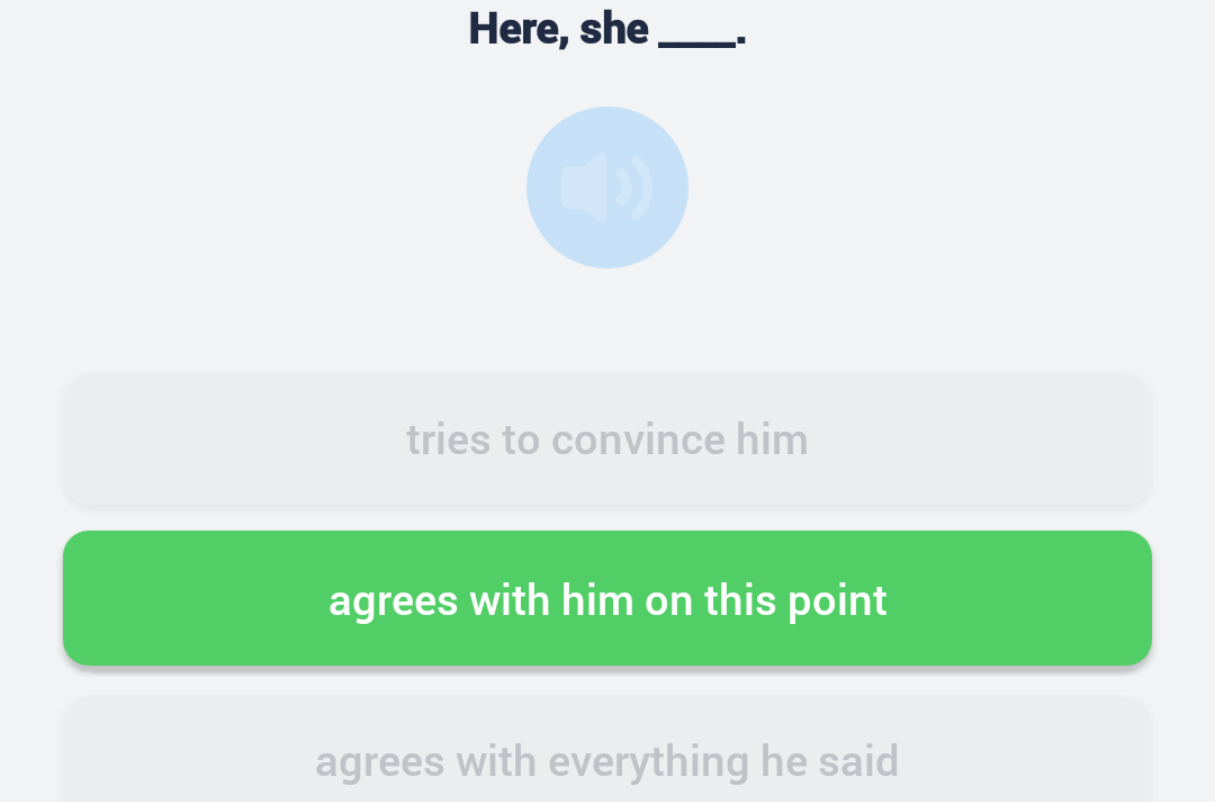 Here, she ____.
tries to convince him
agrees with him on this point
agrees with everything he said